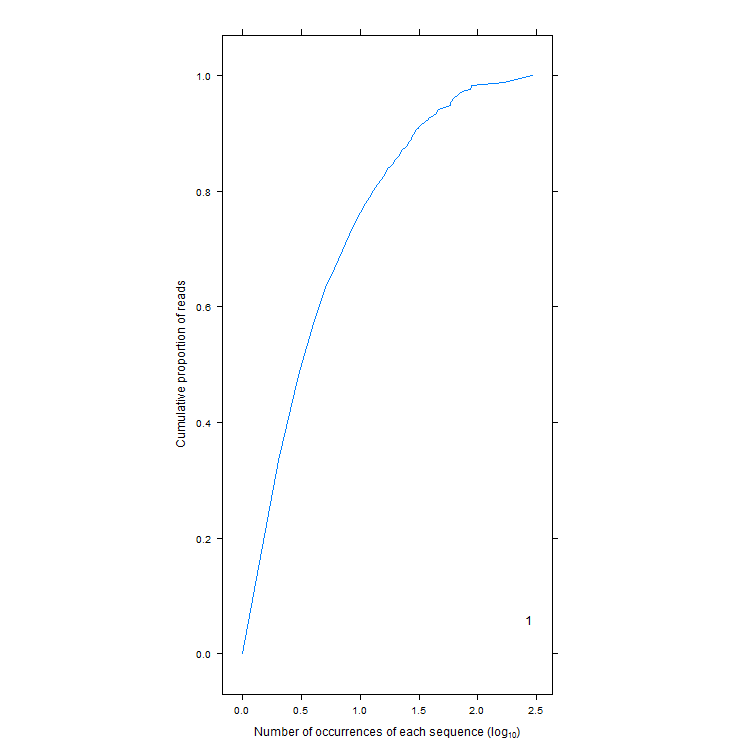 1.0
0.8
0.6
0.4
0.2
0.0
Cumulative proportion of reads
1
0.0 0.5 1.0 1.5 2.0 2.5
Number of occurrences of each sequence (log₁₀)